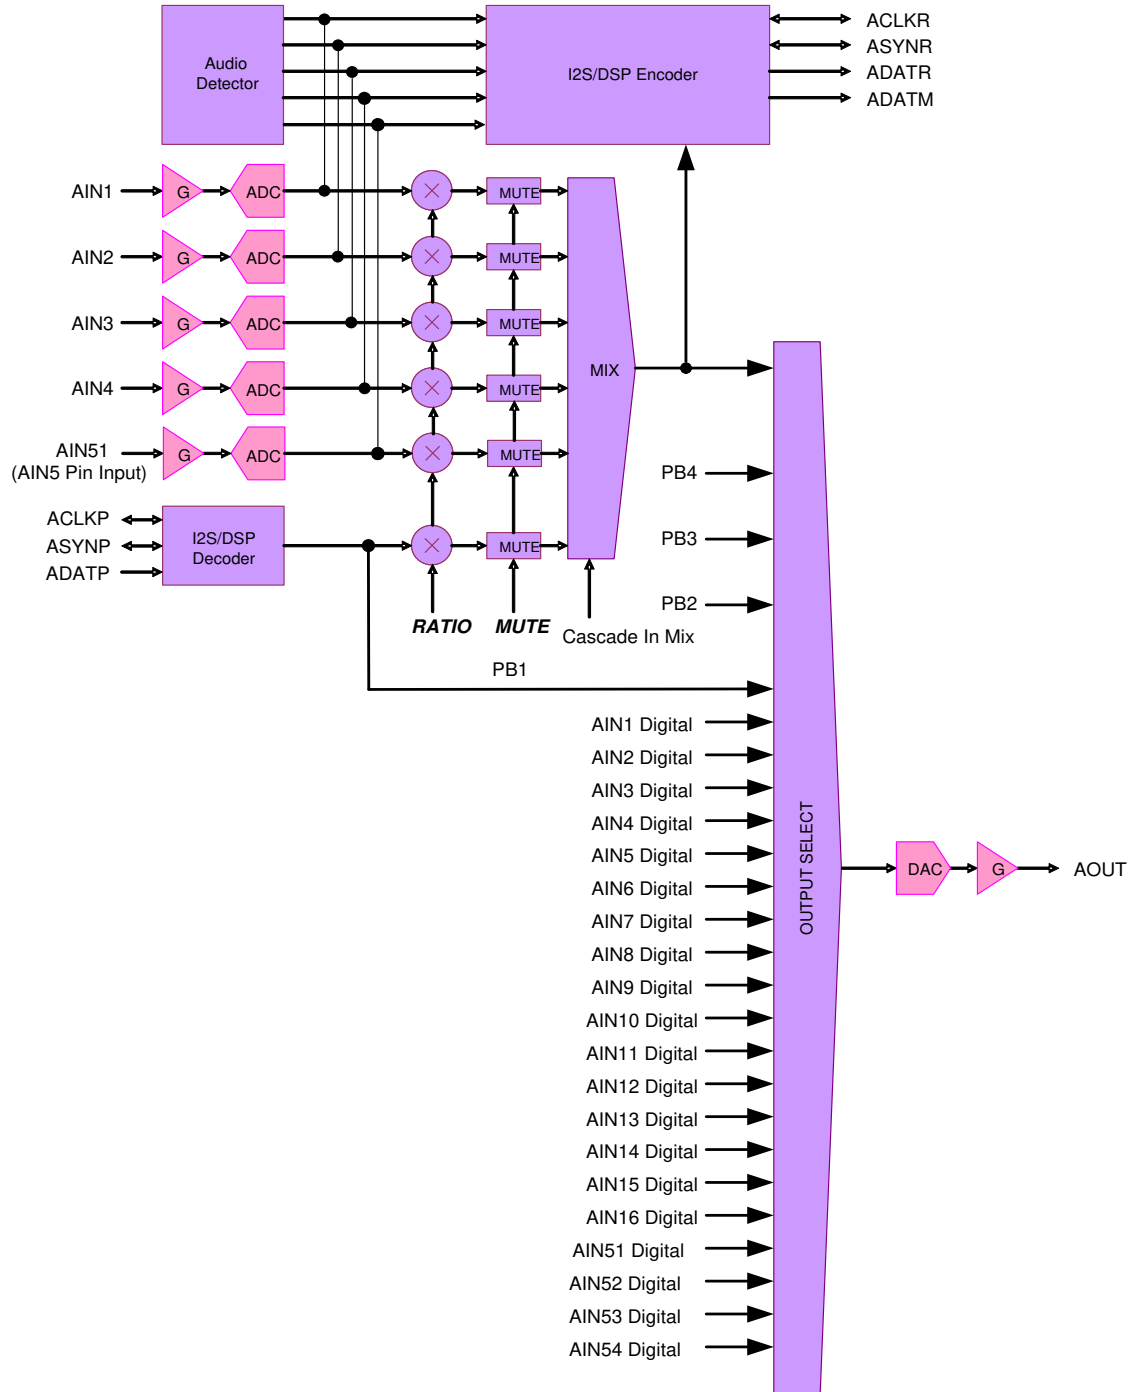 Audio
Detector
I2S/DSP Encoder
ACLKR
ASYNR
ADATR
ADATM
AIN1
G
ADC
MUTE
AIN2
G
ADC
MUTE
AIN3
G
ADC
MUTE
AIN4
G
ADC
MUTE
MIX
AIN51
(AIN5 Pin Input)
G
ADC
MUTE
ACLKP
ASYNP
ADATP
I2S/DSP
Decoder
MUTE
RATIO
MUTE
Cascade In Mix
PB4
PB3
PB2
PB1
AIN1 Digital
AIN2 Digital
AIN3 Digital
AIN4 Digital
AIN5 Digital
AIN6 Digital
AIN7 Digital
AIN8 Digital
AIN9 Digital
AIN10 Digital
AIN11 Digital
AIN12 Digital
AIN13 Digital
AIN14 Digital
AIN15 Digital
AIN16 Digital
AIN51 Digital
AIN52 Digital
AIN53 Digital
AIN54 Digital
OUTPUT SELECT
DAC
G
AOUT